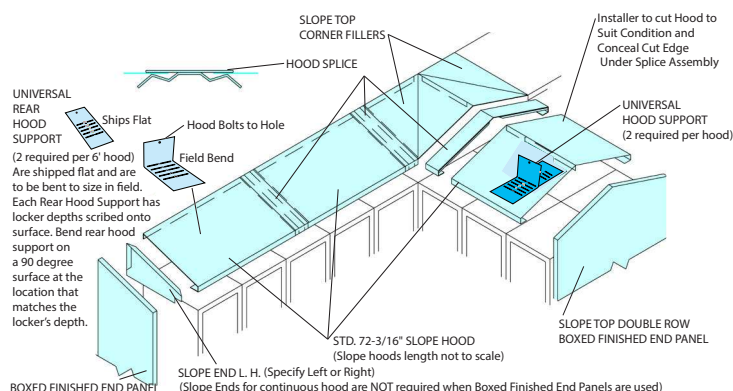 SLOPE TOP
CORNER FILLERS
HOOD SPLICE
Installer to cut Hood to
Suit Condition and
Conceal Cut Edge
Under Splice Assembly
UNIVERSAL
REAR
HOOD
SUPPORT
Ships Flat
Hood Bolts to Hole
Field Bend
(2 required per 6' hood)
Are shipped flat and are
to be bent to size in field.
Each Rear Hood Support has
locker depths scribed onto
surface. Bend rear hood
support on
a 90 degree
surface at the
location that
matches the
locker's depth.
UNIVERSAL
HOOD SUPPORT
(2 required per hood)
STD. 72-3/16" SLOPE HOOD
(Slope hoods length not to scale)
SLOPE TOP DOUBLE ROW
BOXED FINISHED END PANEL
SLOPE END L. H. (Specify Left or Right)
(Slope Ends for continuous hood are NOT required when Boxed Finished End Panels are used)
BOXED FINISHED END PANEL